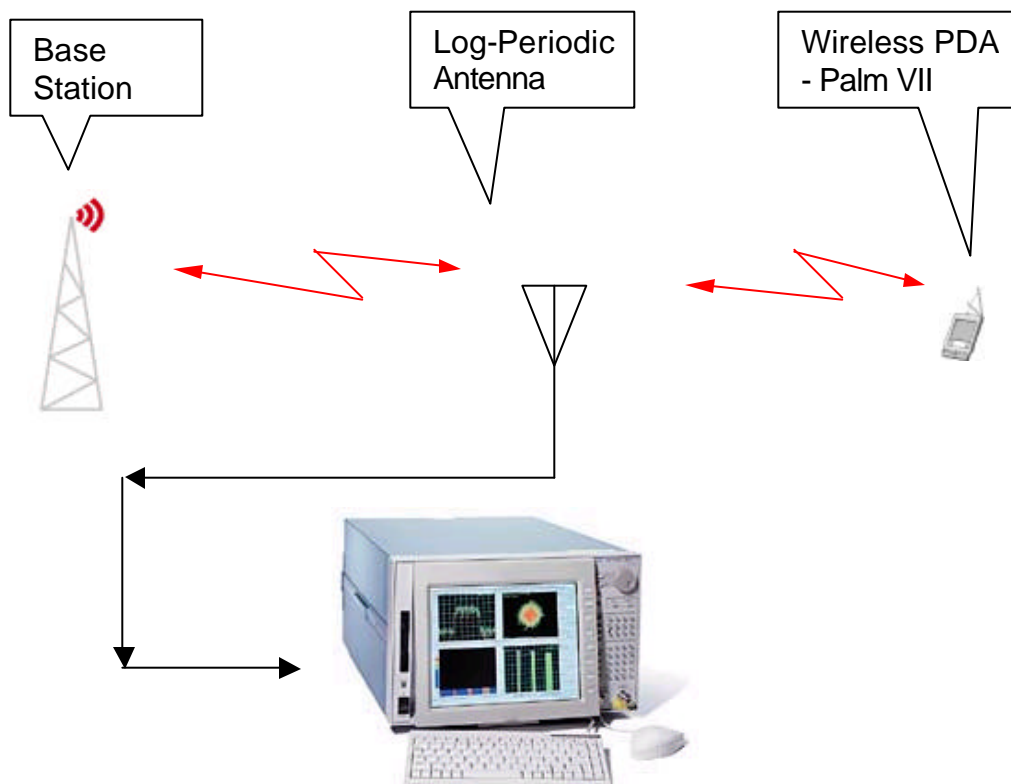 Base
Station
Log-Periodic
Antenna
Wireless PDA
- Palm VII